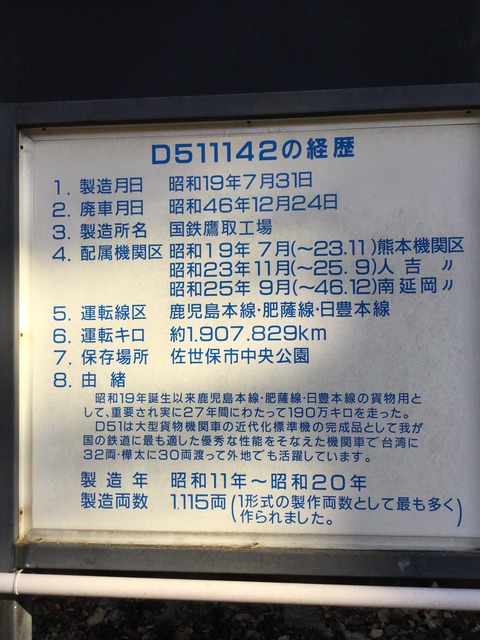 D511142の経歴
1. 製造月日 昭和19年7月31日
2. 廃車月日 昭和46年12月24日
3. 製造所名 国鉄鷹取工場
4. 配属機関区 昭和19年 7月(〜23.11)熊本機関区
昭和23年11月(〜25. 9)人吉 〃
昭和25年 9月(〜46.12)南延岡〃
5. 運転線区 鹿児島本線・肥薩線・日豊本線
6. 運転キロ 約1.907.829km
7. 保存場所 佐世保市中央公園
8. 由緒
昭和19年誕生以来鹿児島本線・肥薩線・日豊本線の貨物用と
して、重要され実に27年間にわたって190万キロを走った。
D51は大型貨物機関車の近代化標準機の完成品として我が
国の鉄道に最も適した優秀な性能をそなえた機関車で台湾に
32両・樺太に30両渡って外地でも活躍しています。
製造年 昭和11年〜昭和20年
製造両数 1.115両(1形式の製作両数として最も多く
作られました。)